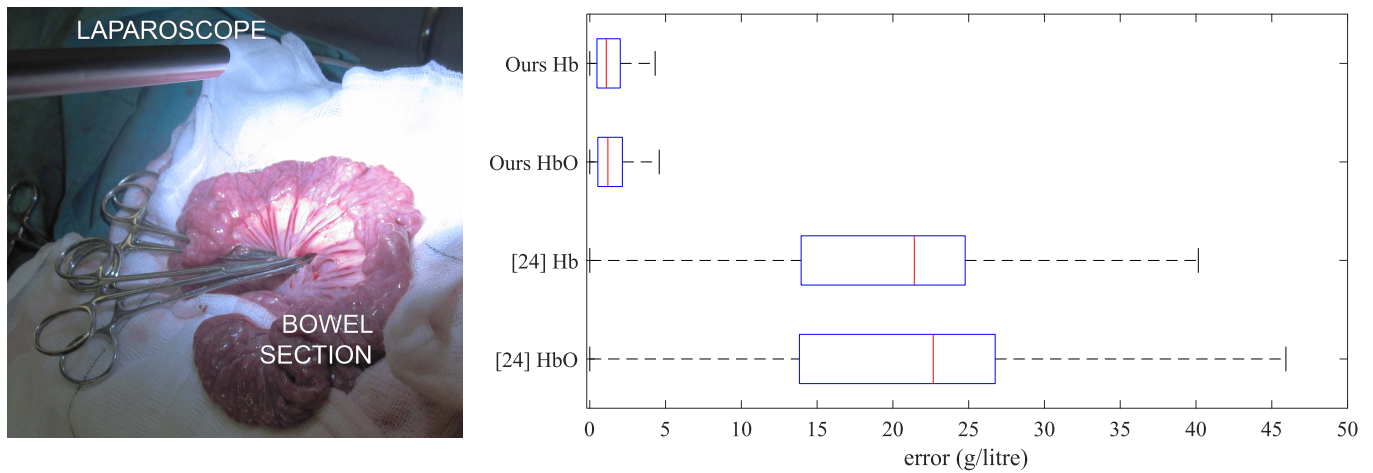 LAPAROSCOPE
BOWEL
SECTION
Ours Hb
Ours HbO
[24] Hb
[24] HbO
0 5 10 15 20 25 30 35 40 45 50
error (g/litre)